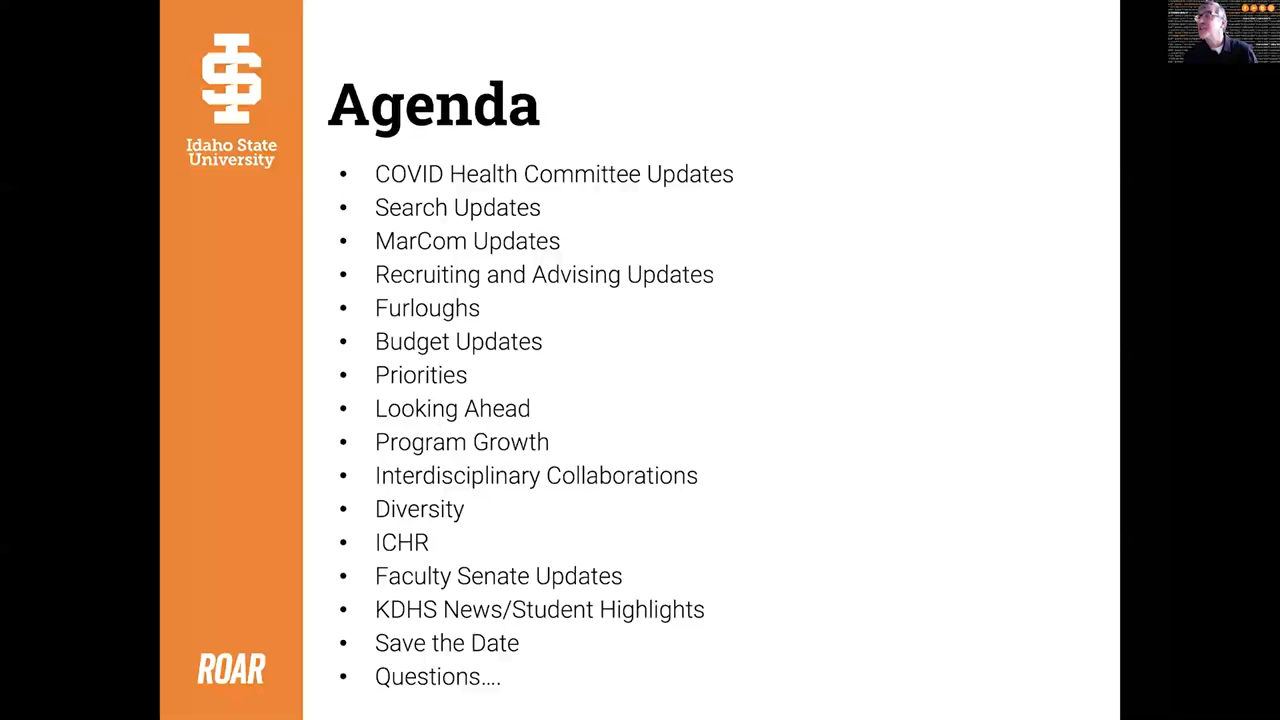 Idaho State
University
Agenda
• COVID Health Committee Updates
• Search Updates
• MarCom Updates
• Recruiting and Advising Updates
• Furloughs
• Budget Updates
• Priorities
• Looking Ahead
• Program Growth
• Interdisciplinary Collaborations
• Diversity
• ICHR
• Faculty Senate Updates
• KDHS News/Student Highlights
• Save the Date
• Questions....
ROAR